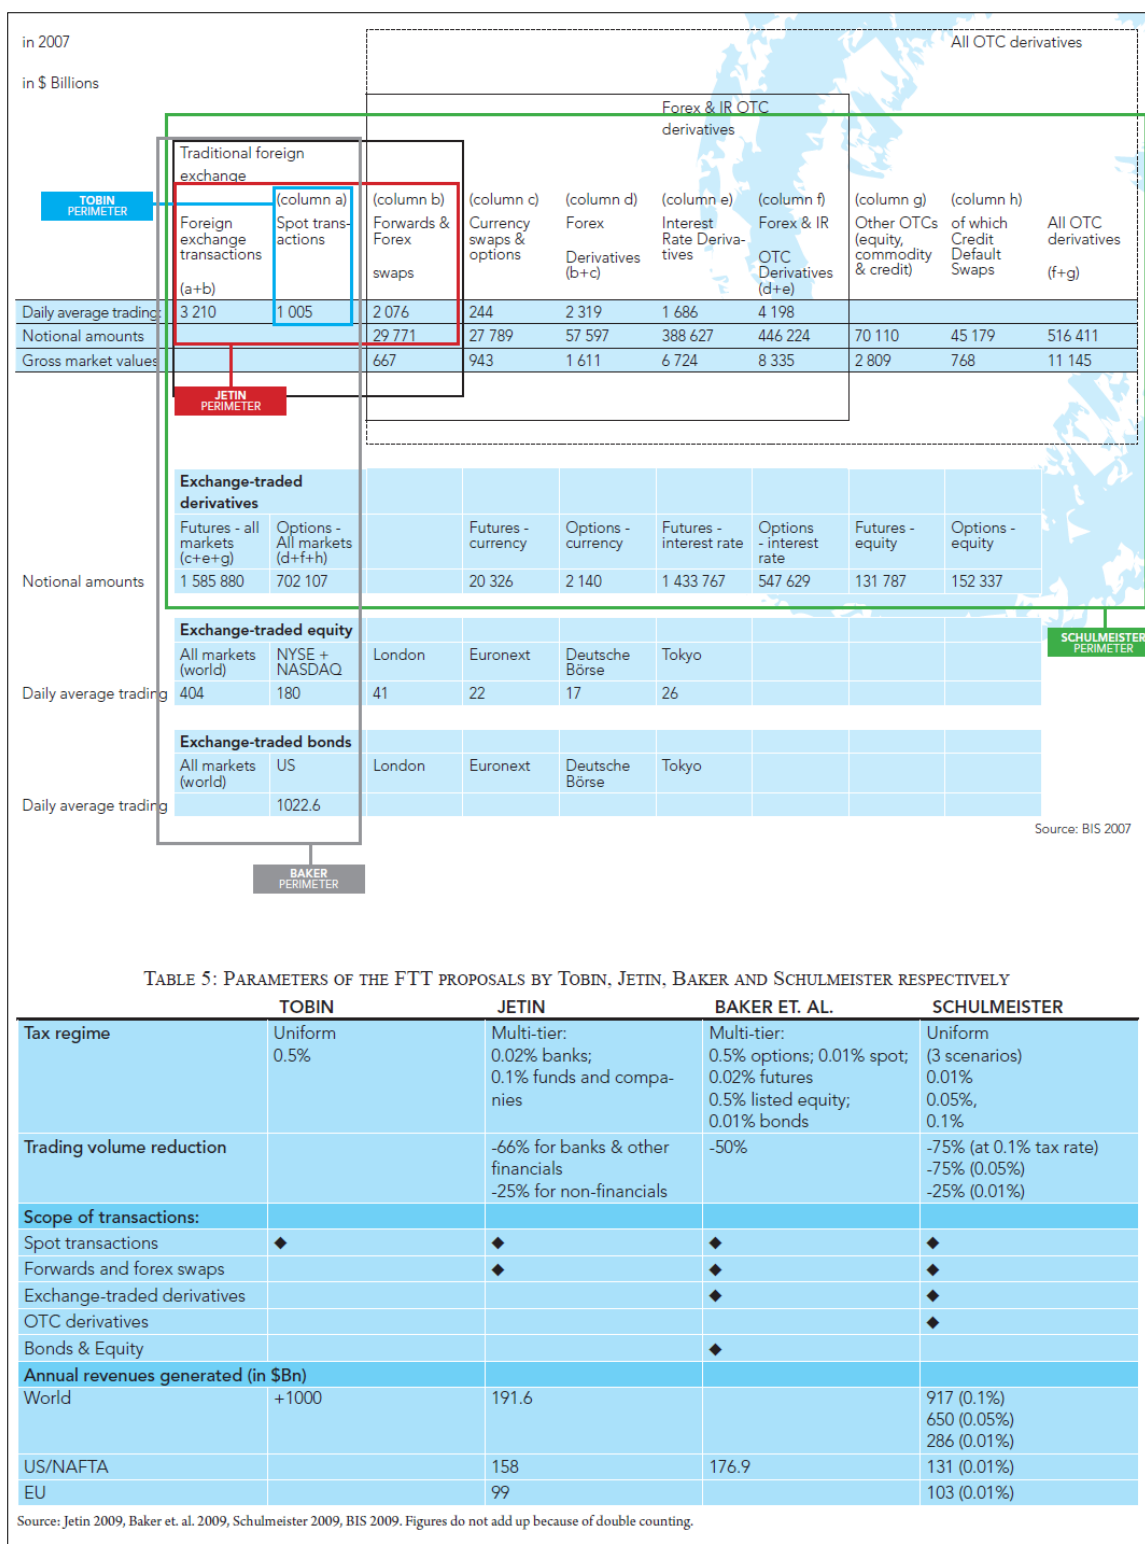 in 2007
All OTC derivatives
in $ Billions
Forex & IR OTC
derivatives
Traditional foreign
exchange
TOBIN
PERIMETER
(column a)
(column b)
(column c)
(column d)
(column e)
(column f)
(column g)
(column h)
Foreign
exchange
transactions
(a+b)
Spot trans-
actions
Forwards &
Forex
swaps
Currency
swaps &
options
Forex
Derivatives
(b+c)
Interest
Rate Deriva-
tives
Forex & IR
OTC
Derivatives
(d+e)
Other OTCs
(equity,
commodity
& credit)
of which
Credit
Default
Swaps
All OTC
derivatives
(f+g)
Daily average trading 3 210 1 005 2 076 244 2 319 1 686 4 198
Notional amounts 29 771 27 789 57 597 388 627 446 224 70 110 45 179 516 411
Gross market values 667 943 1 611 6 724 8 335 2 809 768 11 145
JETIN
PERIMETER
Exchange-traded
derivatives
Futures - all
markets
(c+e+g)
Options -
All markets
(d+f+h)
Futures -
currency
Options -
currency
Futures -
interest rate
Options
- interest
rate
Futures -
equity
Options -
equity
Notional amounts 1 585 880 702 107 20 326 2 140 1 433 767 547 629 131 787 152 337
SCHULMEISTER
PERIMETER
Exchange-traded equity
All markets
(world)
NYSE +
NASDAQ
London
Euronext
Deutsche
Börse
Tokyo
Daily average trading 404 180 41 22 17 26
Exchange-traded bonds
All markets
(world)
US
London
Euronext
Deutsche
Börse
Tokyo
Daily average trading 1022.6
Source: BIS 2007
BAKER
PERIMETER
TABLE 5: PARAMETERS OF THE FTT PROPOSALS BY TOBIN, JETIN, BAKER AND SCHULMEISTER RESPECTIVELY
TOBIN JETIN BAKER ET. AL. SCHULMEISTER
Tax regime
Uniform
0.5%
Multi-tier:
0.02% banks;
0.1% funds and compa-
nies
Multi-tier:
0.5% options; 0.01% spot;
0.02% futures
0.5% listed equity;
0.01% bonds
Uniform
(3 scenarios)
0.01%
0.05%,
0.1%
Trading volume reduction
-66% for banks & other
financials
-25% for non-financials
-50%
-75% (at 0.1% tax rate)
-75% (0.05%)
-25% (0.01%)
Scope of transactions:
Spot transactions ◆ ◆ ◆ ◆
Forwards and forex swaps ◆ ◆ ◆
Exchange-traded derivatives ◆ ◆
OTC derivatives ◆
Bonds & Equity ◆
Annual revenues generated (in $Bn)
World +1000 191.6 917 (0.1%)
650 (0.05%)
286 (0.01%)
US/NAFTA 158 176.9 131 (0.01%)
EU 99 103 (0.01%)
Source: Jetin 2009, Baker et. al. 2009, Schulmeister 2009, BIS 2009. Figures do not add up because of double counting.